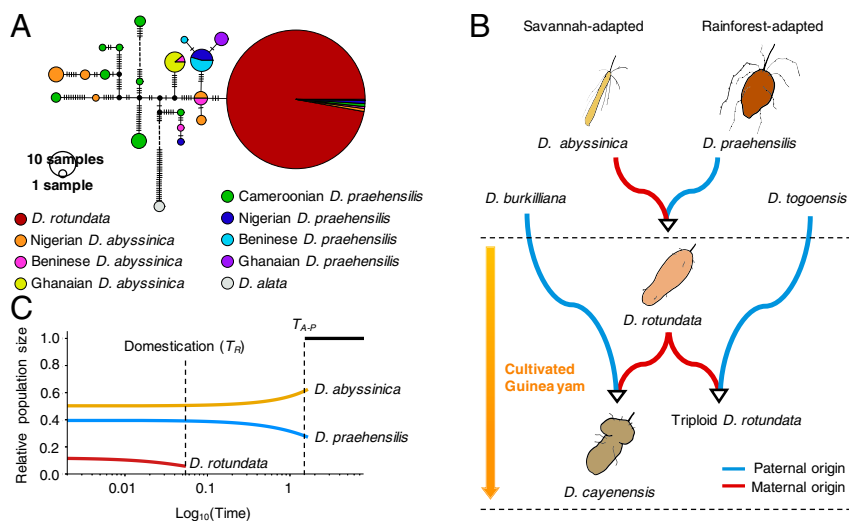 A
10 samples
1 sample
D. rotundata
Nigerian D. abyssinica
Beninese D. abyssinica
Ghanaian D. abyssinica
Cameroonian D. praehensilis
Nigerian D. praehensilis
Beninese D. praehensilis
Ghanaian D. praehensilis
D. alata
B
Savannah-adapted
Rainforest-adapted
D. abyssinica
D. praehensilis
D. burkilliana
D. togoensis
D. rotundata
Cultivated
Guinea yam
Triploid D. rotundata
D. cayenensis
Paternal origin
Maternal origin
C
Relative population size
1.0
0.8
0.6
0.4
0.2
0.0
Domestication (TR)
TA-P
D. abyssinica
D. praehensilis
D. rotundata
0.01
0.1
1
Log10(Time)